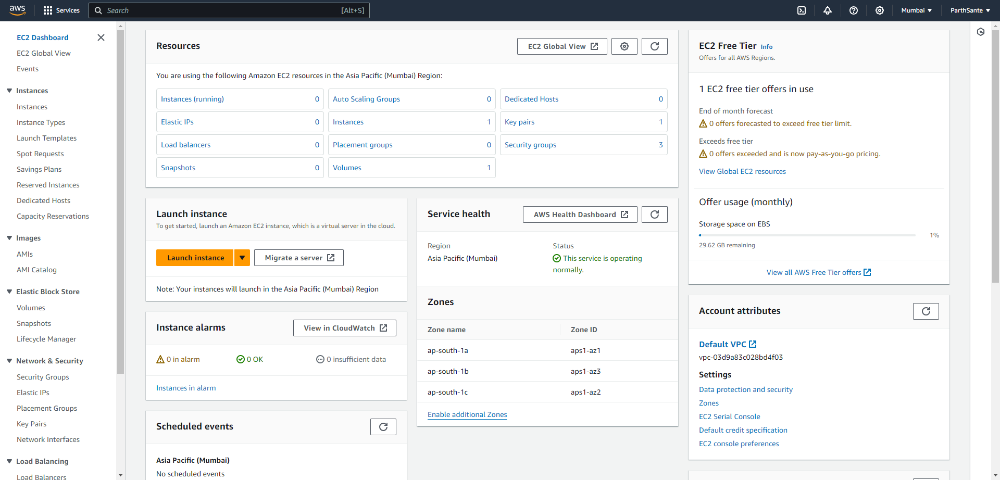 aws
Services
Search
[Alt+S]
Mumbai
ParthSante
EC2 Dashboard
EC2 Global View
Events
Instances
Instances
Instance Types
Launch Templates
Spot Requests
Savings Plans
Reserved Instances
Dedicated Hosts
Capacity Reservations
Images
AMIs
AMI Catalog
Elastic Block Store
Volumes
Snapshots
Lifecycle Manager
Network & Security
Security Groups
Elastic IPs
Placement Groups
Key Pairs
Network Interfaces
Load Balancing
Load Balancers
Resources
EC2 Global View
You are using the following Amazon EC2 resources in the Asia Pacific (Mumbai) Region:
Instances (running) 0
Auto Scaling Groups 0
Dedicated Hosts 0
Elastic IPs 0
Instances 1
Key pairs 1
Load balancers 0
Placement groups 0
Security groups 3
Snapshots 0
Volumes 1
Launch instance
To get started, launch an Amazon EC2 instance, which is a virtual server in the cloud.
Launch instance
Migrate a server
Note: Your instances will launch in the Asia Pacific (Mumbai) Region
Instance alarms
View in CloudWatch
0 in alarm
0 OK
0 insufficient data
Instances in alarm
Scheduled events
Asia Pacific (Mumbai)
No scheduled events
Service health
AWS Health Dashboard
Region
Asia Pacific (Mumbai)
Status
This service is operating
normally.
Zones
Zone name Zone ID
ap-south-1a aps1-az1
ap-south-1b aps1-az3
ap-south-1c aps1-az2
Enable additional Zones
EC2 Free Tier Info
Offers for all AWS Regions.
1 EC2 free tier offers in use
End of month forecast
0 offers forecasted to exceed free tier limit.
Exceeds free tier
0 offers exceeded and is now pay-as-you-go pricing.
View Global EC2 resources
Offer usage (monthly)
Storage space on EBS
1%
29.62 GB remaining
View all AWS Free Tier offers
Account attributes
Default VPC
vpc-03d9a83c028bd4f03
Settings
Data protection and security
Zones
EC2 Serial Console
Default credit specification
EC2 console preferences